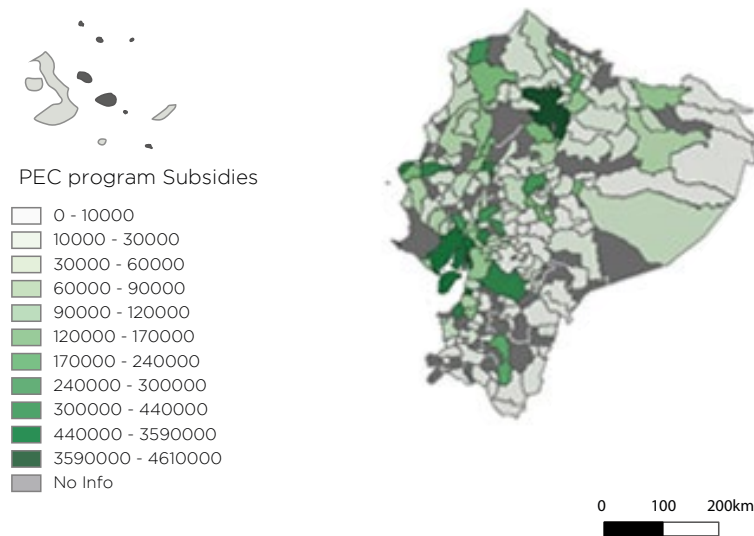 PEC program Subsidies
0 - 10000
10000 - 30000
30000 - 60000
60000 - 90000
90000 - 120000
120000 - 170000
170000 - 240000
240000 - 300000
300000 - 440000
440000 - 3590000
3590000 - 4610000
No Info
0 100 200km